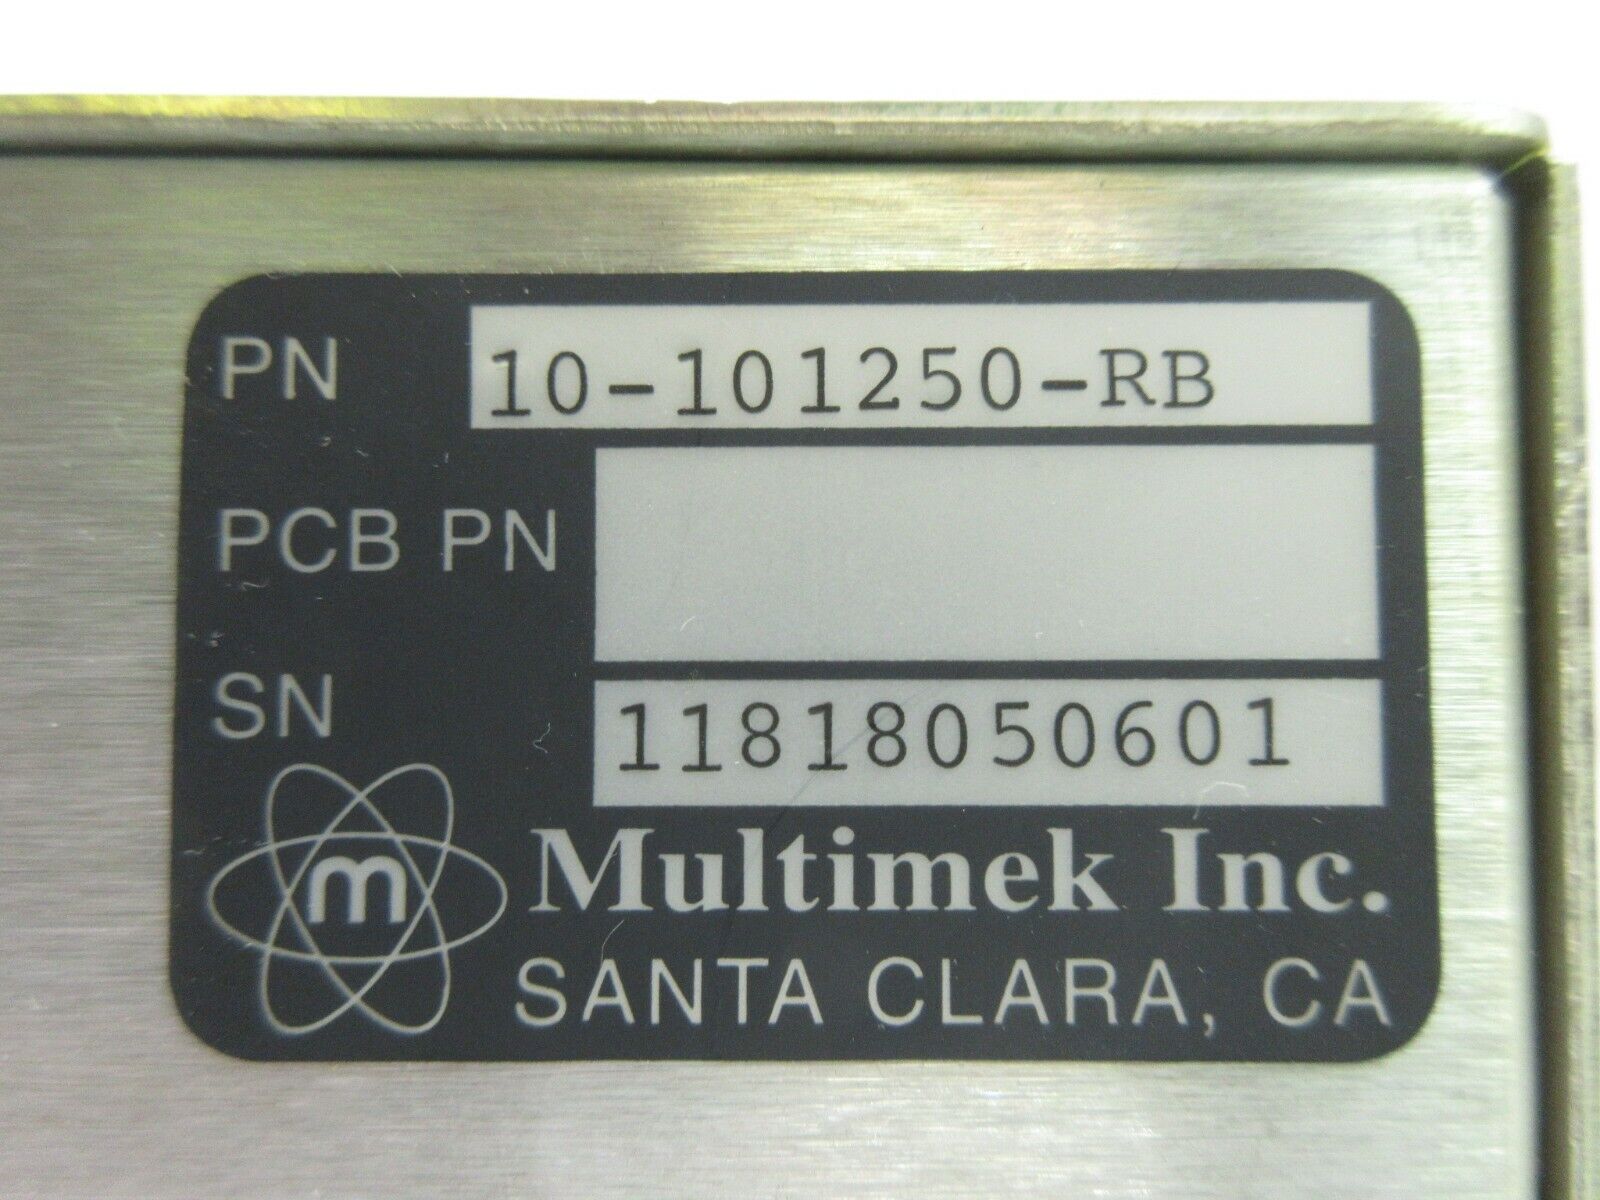 PN 10-101250-RB
PCB PN
SN 11818050601
m Multimek Inc.
SANTA CLARA, CA